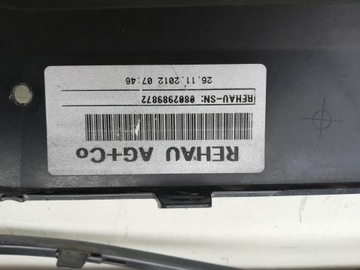 REHAU AG+Co
REHAU-SN: 0802989872
26.11.2012 07:46